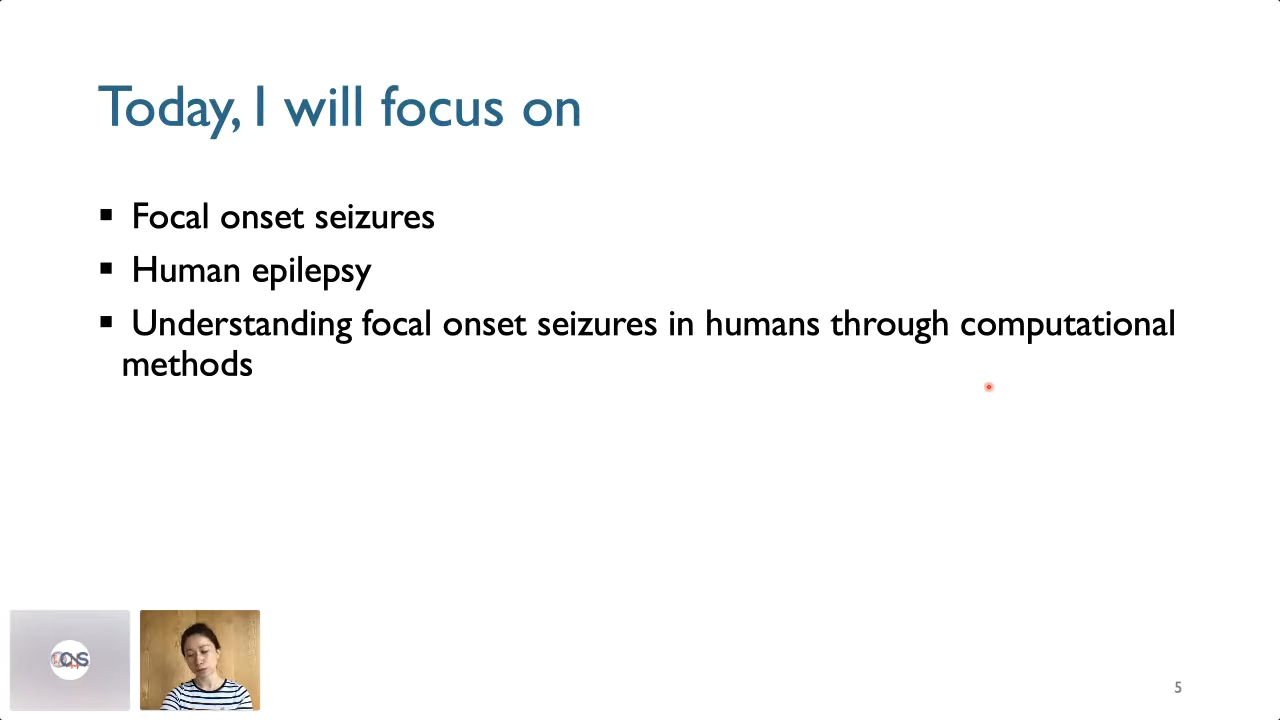 Today, I will focus on
▪ Focal onset seizures
▪ Human epilepsy
▪ Understanding focal onset seizures in humans through computational
methods
5